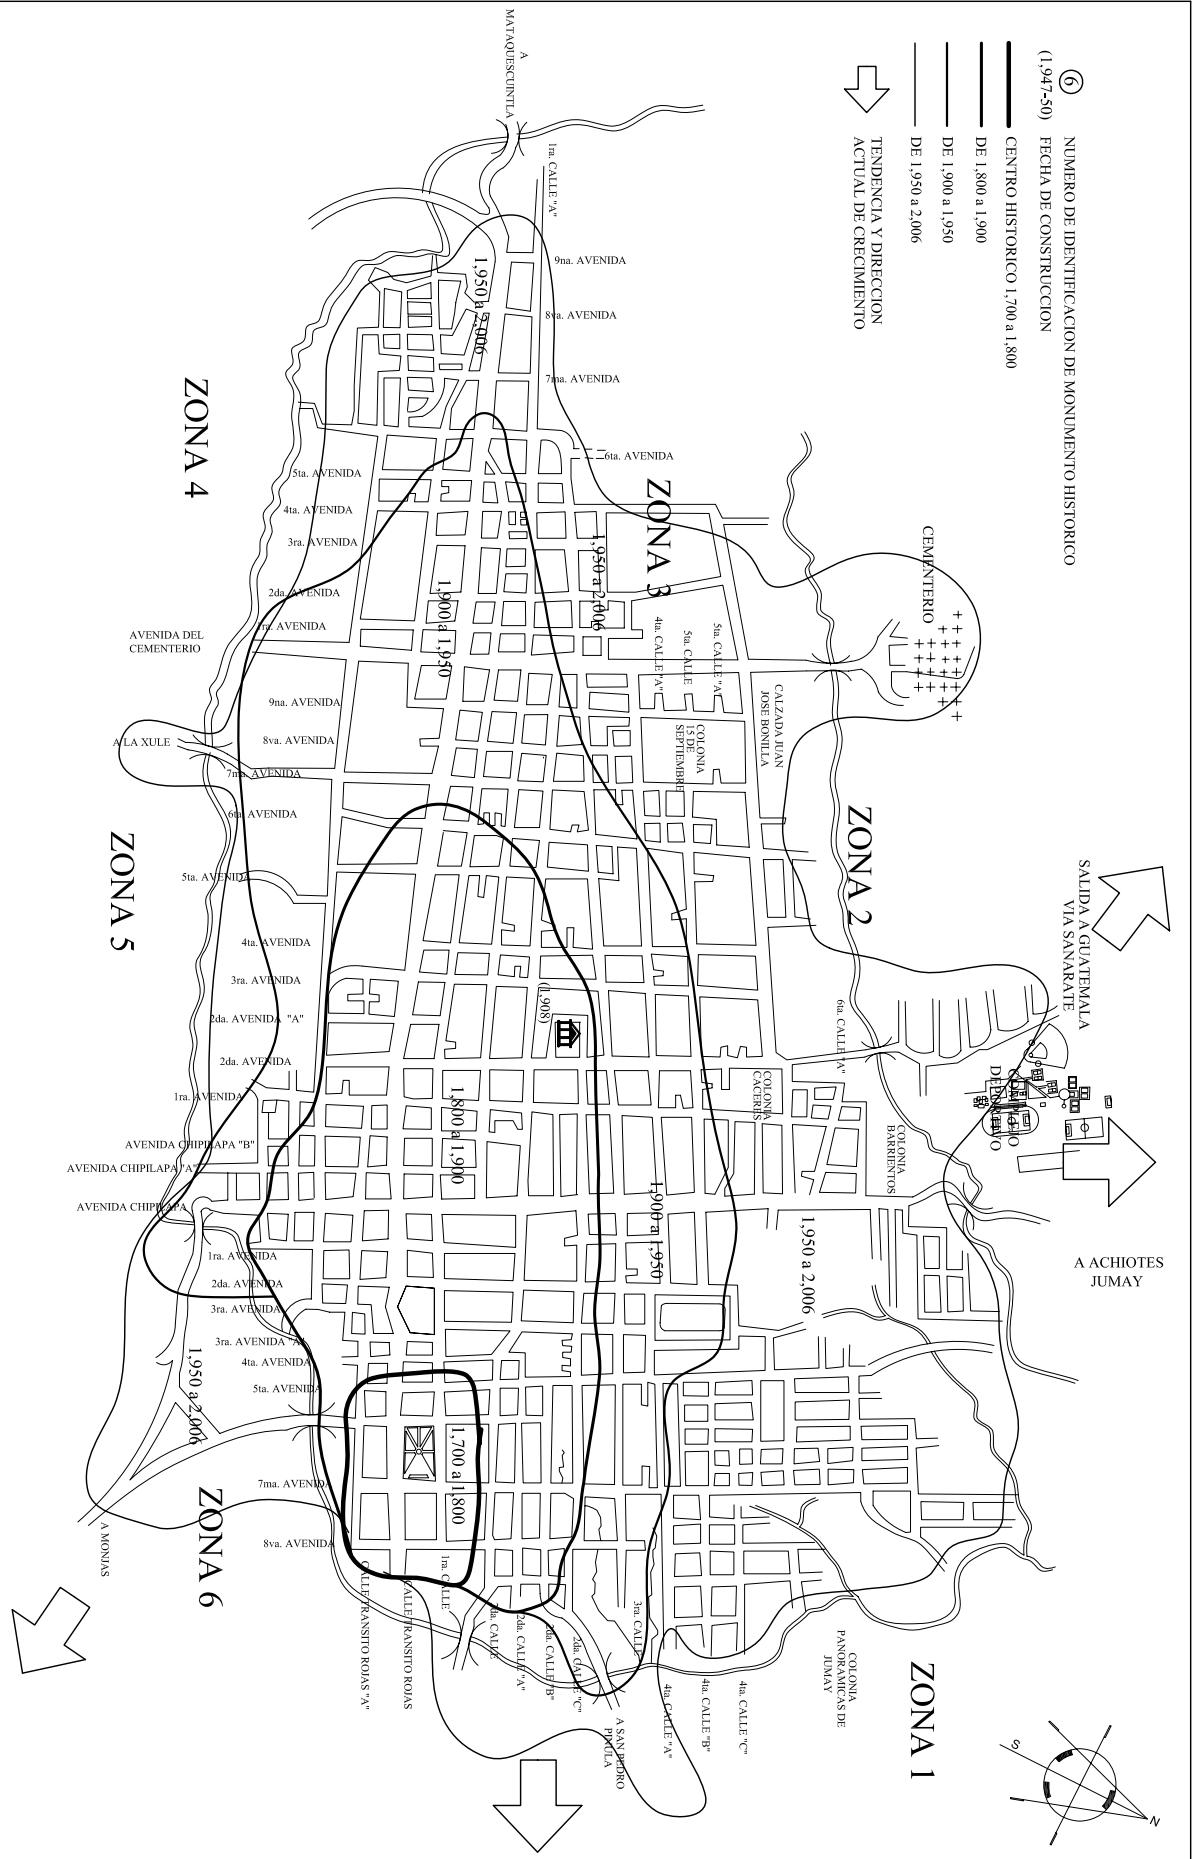 6 NUMERO DE IDENTIFICACION DE MONUMENTO HISTORICO
(1,947-50) FECHA DE CONSTRUCCION
CENTRO HISTORICO 1,700 a 1,800
DE 1,800 a 1,900
DE 1,900 a 1,950
DE 1,950 a 2,006
TENDENCIA Y DIRECCION
ACTUAL DE CRECIMIENTO
A
MATAQUESCUINTLA
1ra. CALLE "A"
9na. AVENIDA
8va. AVENIDA
7ma. AVENIDA
6ta. AVENIDA
1,950 a 2,006
ZONA 4
ZONA 3
5ta. AVENIDA
4ta. AVENIDA
3ra. AVENIDA
2da. AVENIDA
1ra. AVENIDA
AVENIDA DEL
CEMENTERIO
9na. AVENIDA
8va. AVENIDA
A LA XULE
7ma. AVENIDA
6ta. AVENIDA
5ta. AVENIDA
4ta. AVENIDA
3ra. AVENIDA
2da. AVENIDA "A"
2da. AVENIDA
1ra. AVENIDA
AVENIDA CHIPILAPA "B"
AVENIDA CHIPILAPA "A"
AVENIDA CHIPILAPA
1ra. AVENIDA
2da. AVENIDA
3ra. AVENIDA
3ra. AVENIDA "A"
4ta. AVENIDA
5ta. AVENIDA
7ma. AVENIDA
8va. AVENIDA
1,900 a 1,950
1,950 a 2,006
4ta. CALLE "A"
5ta. CALLE
5ta. CALLE "A"
CEMENTERIO
CALZADA JUAN
JOSE BONILLA
COLONIA
15 DE
SEPTIEMBRE
ZONA 5
ZONA 2
SALIDA A GUATEMALA
VIA SANARATE
(1,908)
6ta. CALLE "A"
COMPLEJO
DEPORTIVO
COLONIA
CACERES
COLONIA
BARRIENTOS
1,800 a 1,900
1,900 a 1,950
1,950 a 2,006
A ACHIOTES
JUMAY
1,950 a 2,006
1,700 a 1,800
ZONA 6
A MONJAS
CALLE TRANSITO ROJAS "A"
CALLE TRANSITO ROJAS
1ra. CALLE
2da. CALLE
2da. CALLE "A"
2da. CALLE "B"
2da. CALLE "C"
3ra. CALLE
4ta. CALLE "A"
4ta. CALLE "B"
4ta. CALLE "C"
A SAN PEDRO
PINULA
COLONIA
PANORAMICAS DE
JUMAY
ZONA 1
S
N